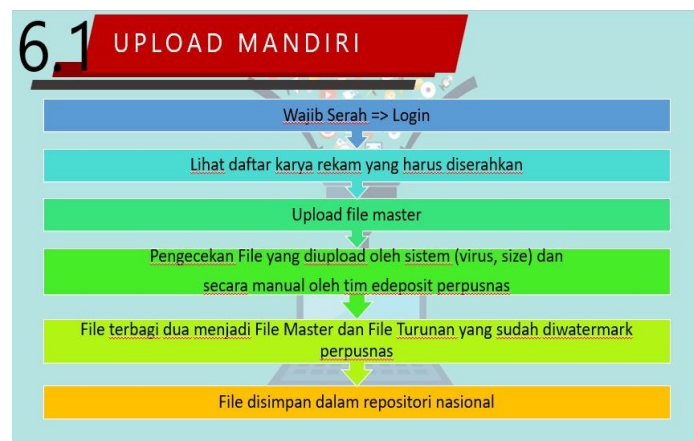 6.1 UPLOAD MANDIRI
Wajib Serah => Login
Lihat daftar karya rekam yang harus diserahkan
Upload file master
Pengecekan File yang diupload oleh sistem (virus, size) dan
secara manual oleh tim edeposit perpusnas
File terbagi dua menjadi File Master dan File Turunan yang sudah diwatermark
perpusnas
File disimpan dalam repositori nasional